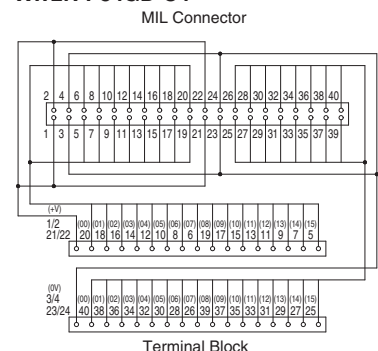 MIL Connector
2 4 6 8 10 12 14 16 18 20 22 24 26 28 30 32 34 36 38 40
1 3 5 7 9 11 13 15 17 19 21 23 25 27 29 31 33 35 37 39
(+V)
1/2 (00) (01) (02) (03) (04) (05) (06) (07) (08) (09) (10) (11) (12) (13) (14) (15)
21/22 20 18 16 14 12 10 8 6 19 17 15 13 11 9 7 5
(0V)
3/4 (00) (01) (02) (03) (04) (05) (06) (07) (08) (09) (10) (11) (12) (13) (14) (15)
23/24 40 38 36 34 32 30 28 26 39 37 35 33 31 29 27 25
Terminal Block